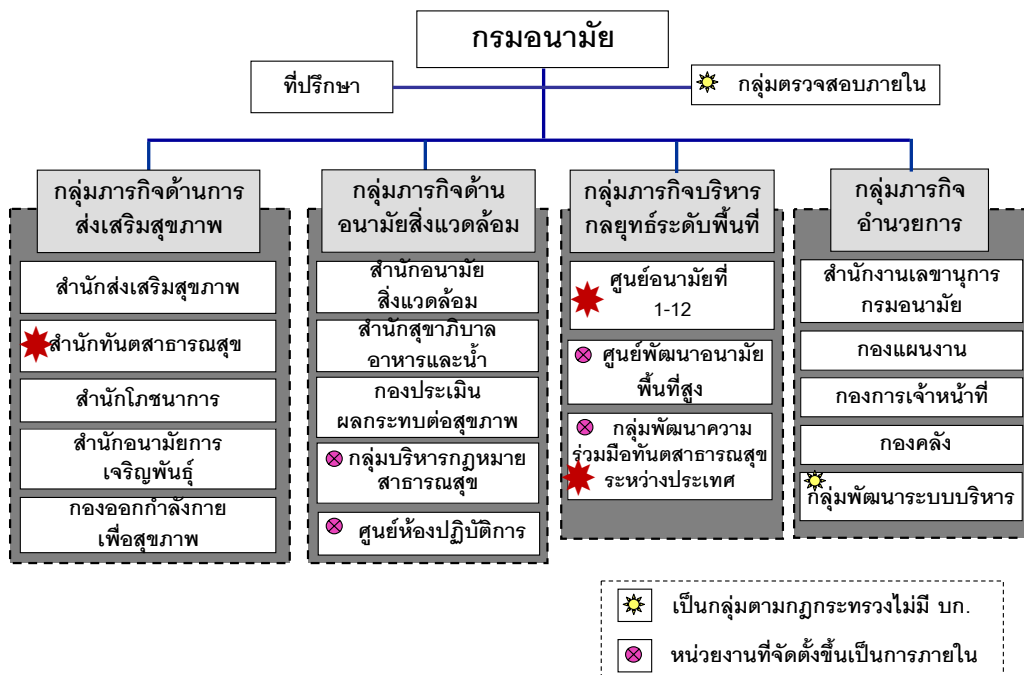 กรมอนามัย
ที่ปรึกษา
กลุ่มตรวจสอบภายใน
กลุ่มภารกิจด้านการ
ส่งเสริมสุขภาพ
สำนักส่งเสริมสุขภาพ
สำนักทันตสาธารณสุข
สำนักโภชนาการ
สำนักอนามัยการ
เจริญพันธุ์
กองออกกำลังกาย
เพื่อสุขภาพ
กลุ่มภารกิจด้าน
อนามัยสิ่งแวดล้อม
สำนักอนามัย
สิ่งแวดล้อม
สำนักสุขาภิบาล
อาหารและน้ำ
กองประเมิน
ผลกระทบต่อสุขภาพ
กลุ่มบริหารกฎหมาย
สาธารณสุข
ศูนย์ห้องปฏิบัติการ
กลุ่มภารกิจบริหาร
กลยุทธ์ระดับพื้นที่
ศูนย์อนามัยที่
1-12
ศูนย์พัฒนาอนามัย
พื้นที่สูง
กลุ่มพัฒนาความ
ร่วมมือทันตสาธารณสุข
ระหว่างประเทศ
กลุ่มภารกิจ
อำนวยการ
สำนักงานเลขานุการ
กรมอนามัย
กองแผนงาน
กองการเจ้าหน้าที่
กองคลัง
กลุ่มพัฒนาระบบบริหาร
เป็นกลุ่มตามกฎกระทรวงไม่มี บก.
หน่วยงานที่จัดตั้งขึ้นเป็นการภายใน